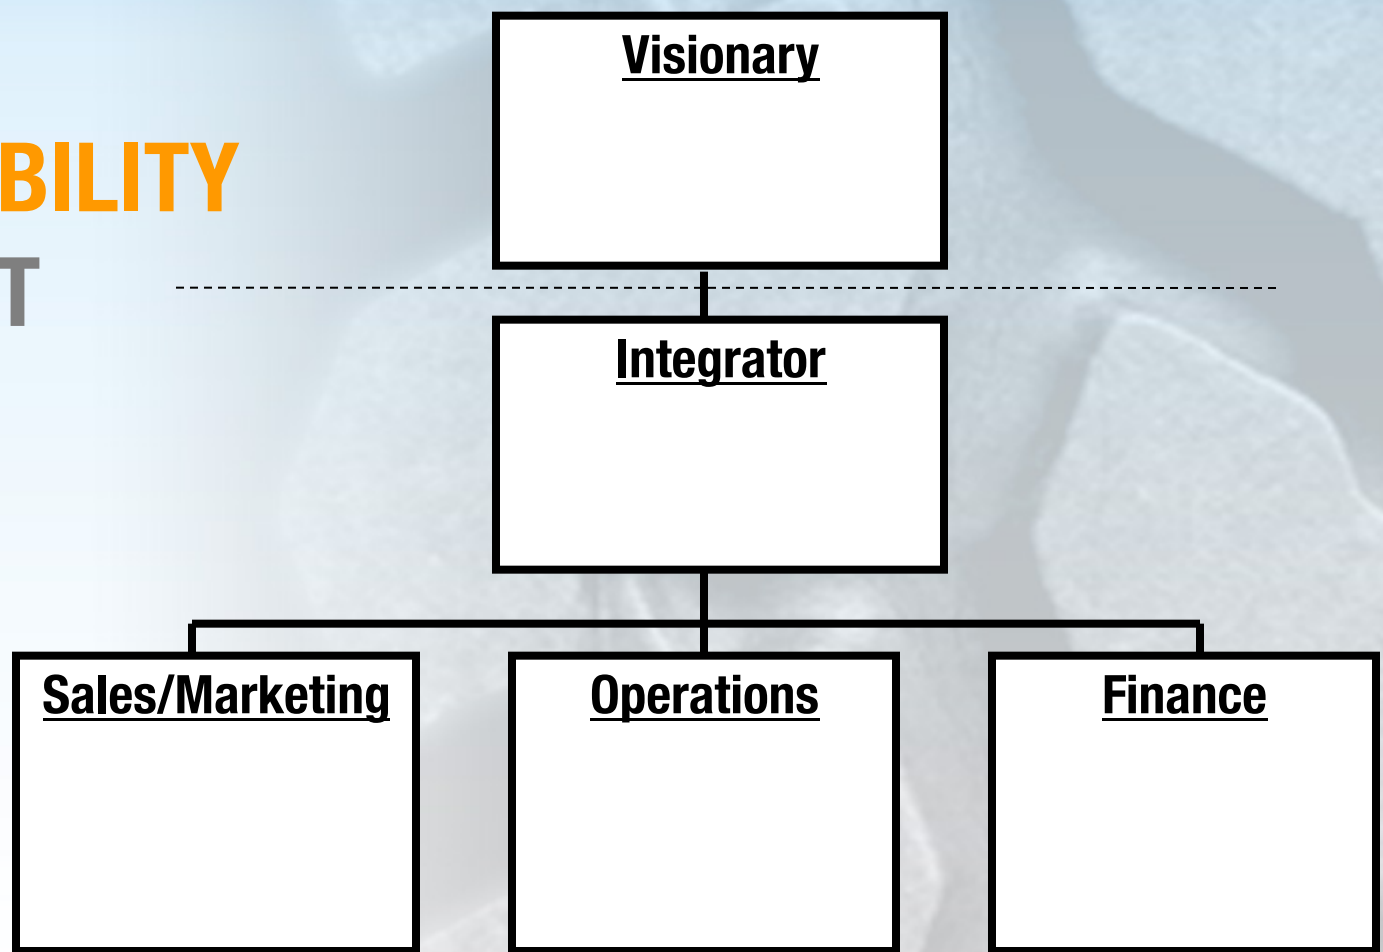 Visionary
BILITY
T
Integrator
Sales/Marketing
Operations
Finance